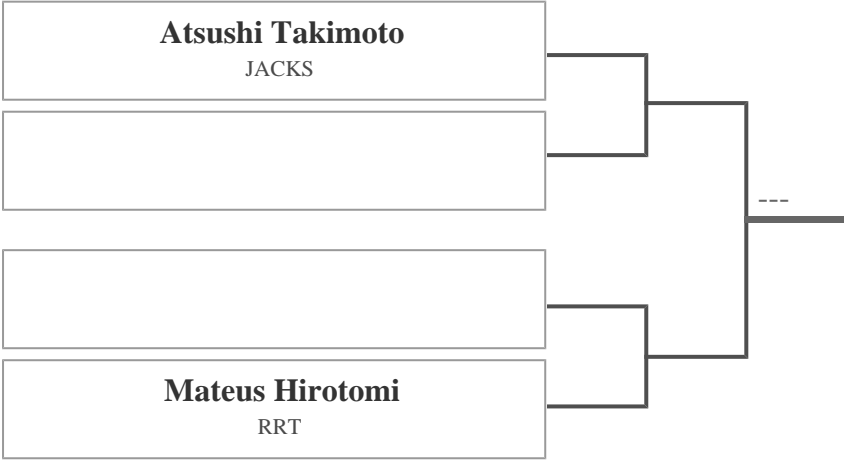 Atsushi Takimoto
JACKS
---
Mateus Hirotomi
RRT